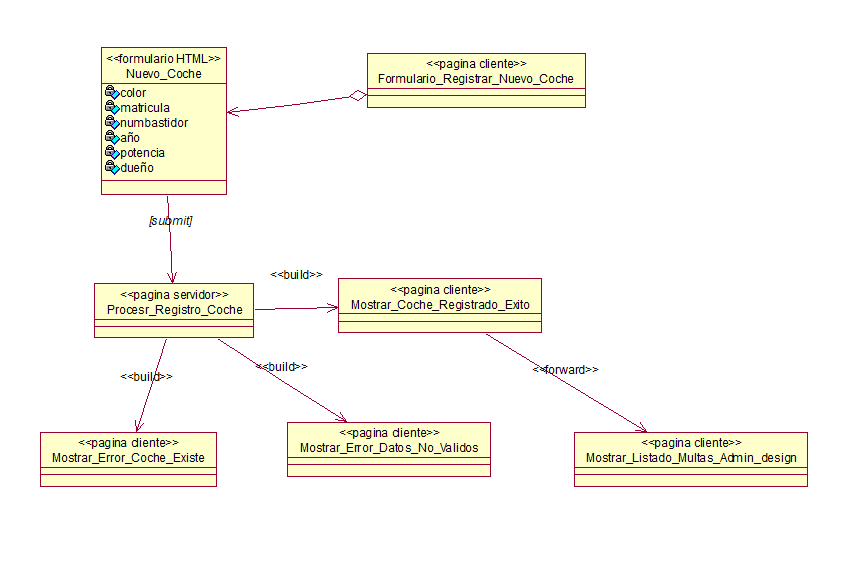 <<formulario HTML>>
Nuevo_Coche
color
matricula
numbastidor
año
potencia
dueño
<<pagina cliente>>
Formulario_Registrar_Nuevo_Coche
[submit]
<<pagina servidor>>
Procesr_Registro_Coche
<<build>>
<<pagina cliente>>
Mostrar_Coche_Registrado_Exito
<<build>>
<<build>>
<<forward>>
<<pagina cliente>>
Mostrar_Error_Coche_Existe
<<pagina cliente>>
Mostrar_Error_Datos_No_Validos
<<pagina cliente>>
Mostrar_Listado_Multas_Admin_design